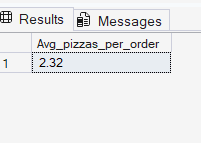 Results Messages
Avg_pizzas_per_order
1 2.32